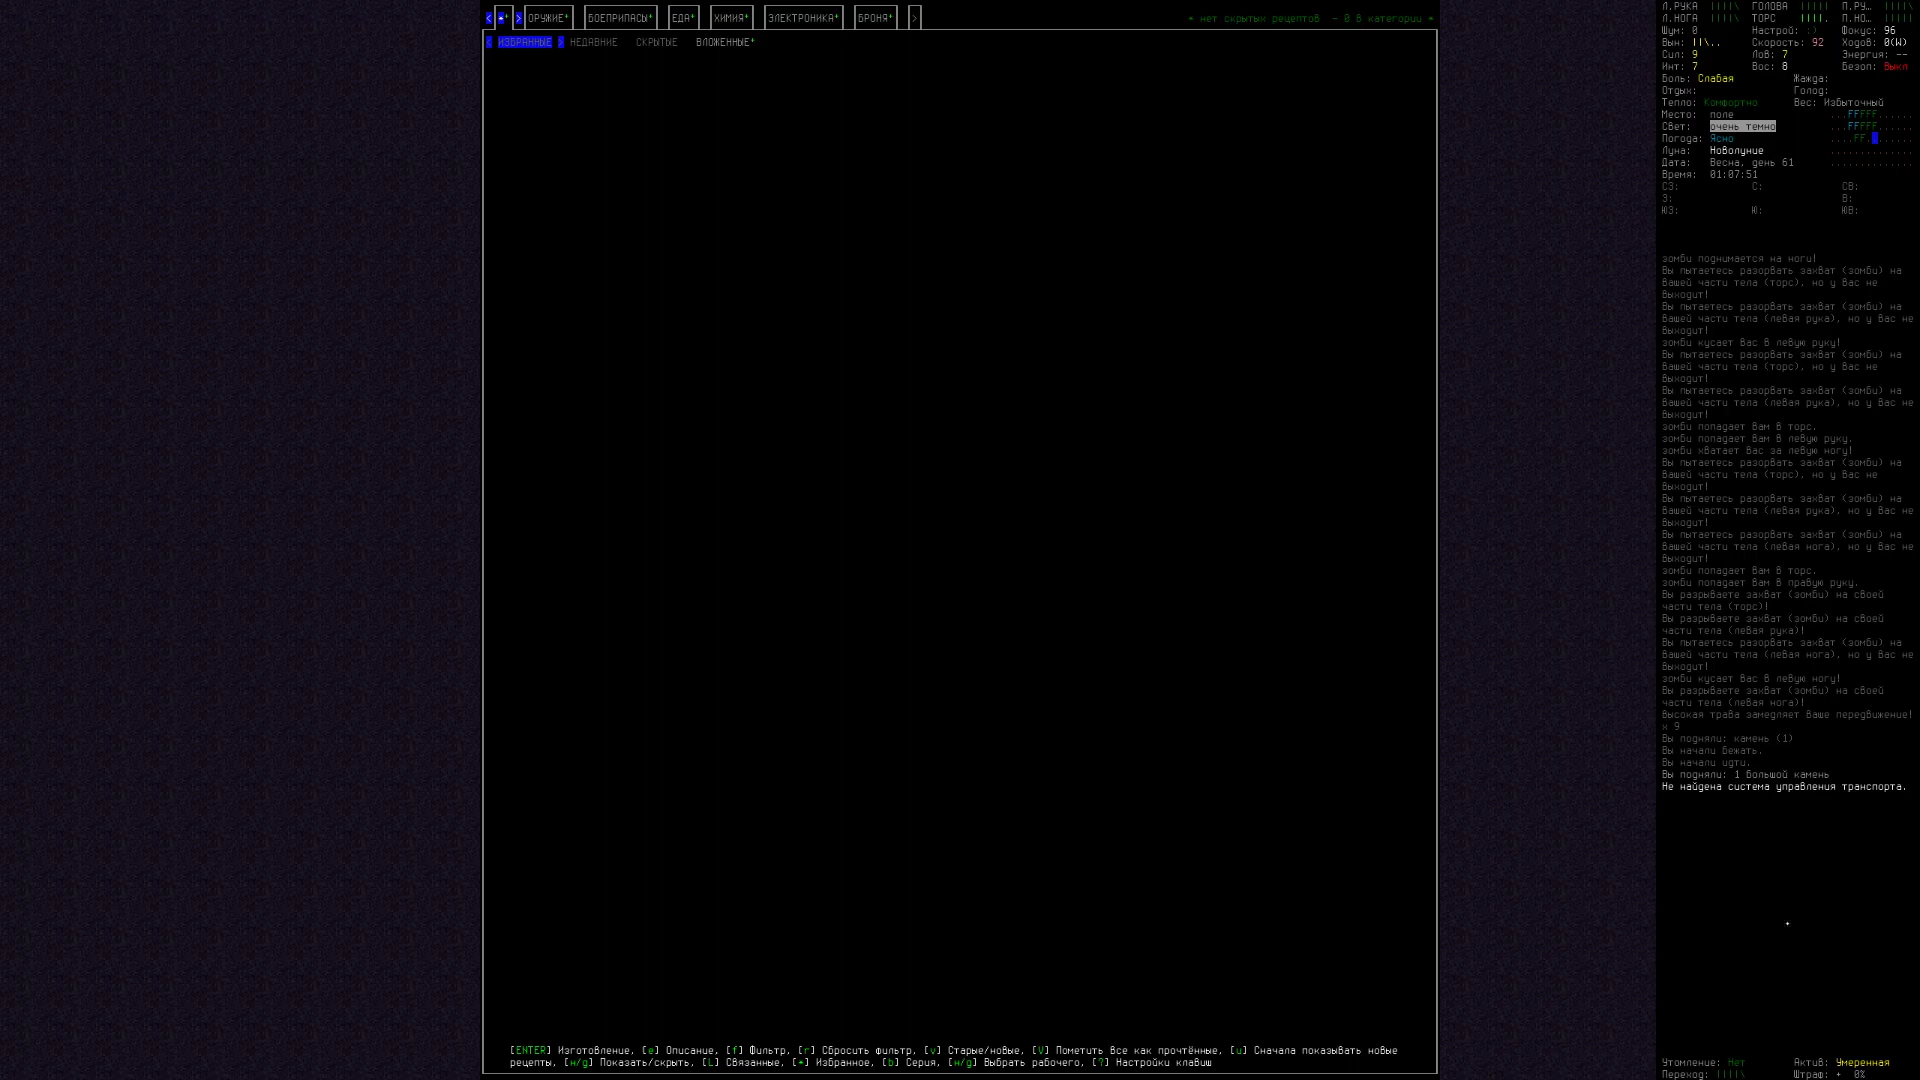 < *⁺ > ОРУЖИЕ⁺ БОЕПРИПАСЫ⁺ ЕДА⁺ ХИМИЯ⁺ ЭЛЕКТРОНИКА⁺ БРОНЯ⁺ >
* нет скрытых рецептов - 0 в категории *
< ИЗБРАННЫЕ > НЕДАВНИЕ СКРЫТЫЕ ВЛОЖЕННЫЕ⁺
[ENTER] Изготовление, [e] Описание, [f] Фильтр, [r] Сбросить фильтр, [v] Старые/новые, [V] Пометить все как прочтённые, [u] Сначала показывать новые
рецепты, [н/д] Показать/скрыть, [L] Связанные, [*] Избранное, [b] Серия, [н/д] Выбрать рабочего, [?] Настройки клавиш
Л.РУКА ||||\ ГОЛОВА ||||| П.РУ… ||||\
Л.НОГА ||||\ ТОРС ||||. П.НО… |||||
Шум: 0 Настрой: :) Фокус: 96
Вын: ||\.. Скорость: 92 Ходов: 0(W)
Сил: 9 Лов: 7 Энергия: --
Инт: 7 Вос: 8 Безоп: Выкл
Боль: Слабая Жажда:
Отдых: Голод:
Тепло: Комфортно Вес: Избыточный
Место: поле ...FFFFF......
Свет: очень темно ...FFFFF......
Погода: Ясно
Луна: Новолуние ..............
Дата: Весна, день 61 ..............
Время: 01:07:51
СЗ: С: СВ:
З: В:
ЮЗ: Ю: ЮВ:
зомби поднимается на ноги!
Вы пытаетесь разорвать захват (зомби) на
вашей части тела (торс), но у вас не
выходит!
Вы пытаетесь разорвать захват (зомби) на
вашей части тела (левая рука), но у вас не
выходит!
зомби кусает вас в левую руку!
Вы пытаетесь разорвать захват (зомби) на
вашей части тела (торс), но у вас не
выходит!
Вы пытаетесь разорвать захват (зомби) на
вашей части тела (левая рука), но у вас не
выходит!
зомби попадает вам в торс.
зомби попадает вам в левую руку.
зомби хватает вас за левую ногу!
Вы пытаетесь разорвать захват (зомби) на
вашей части тела (торс), но у вас не
выходит!
Вы пытаетесь разорвать захват (зомби) на
вашей части тела (левая рука), но у вас не
выходит!
Вы пытаетесь разорвать захват (зомби) на
вашей части тела (левая нога), но у вас не
выходит!
зомби попадает вам в торс.
зомби попадает вам в правую руку.
Вы разрываете захват (зомби) на своей
части тела (торс)!
Вы разрываете захват (зомби) на своей
части тела (левая рука)!
Вы пытаетесь разорвать захват (зомби) на
вашей части тела (левая нога), но у вас не
выходит!
зомби кусает вас в левую ногу!
Вы разрываете захват (зомби) на своей
части тела (левая нога)!
высокая трава замедляет ваше передвижение!
x 9
Вы подняли: камень (1)
Вы начали бежать.
Вы начали идти.
Вы подняли: 1 большой камень
Не найдена система управления транспорта.
Утомление: Нет Актив: Умеренная
Переход: ||||\ Штраф: + 0%